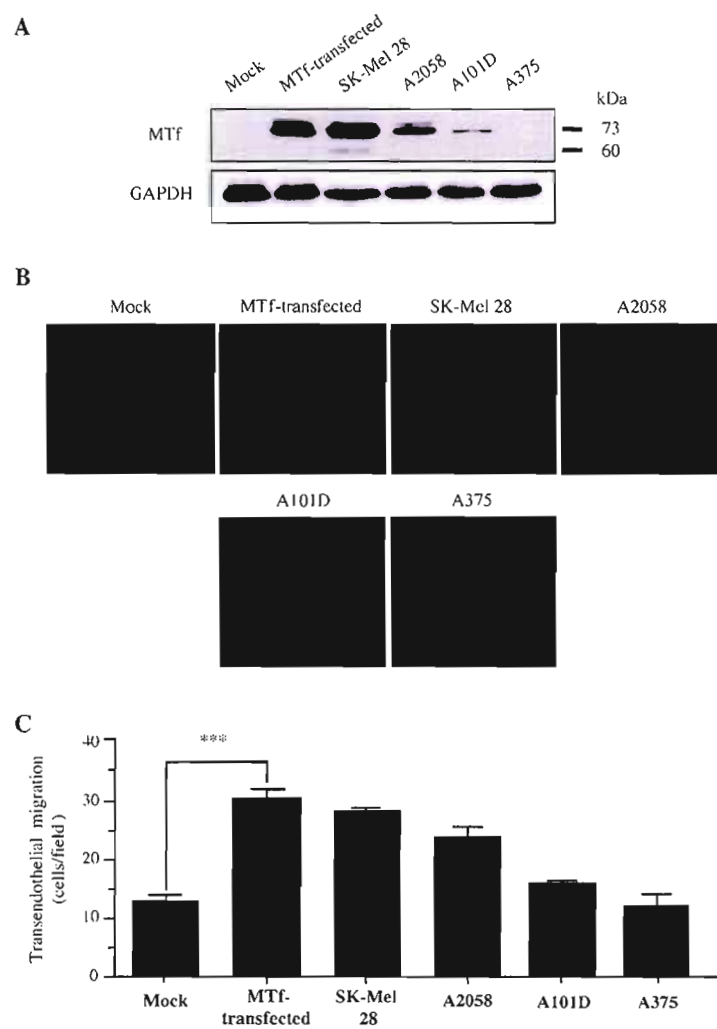 A
Mock
MTf-transfected
SK-Mel 28
A2058
A101D
A375
kDa
MTf
73
60
GAPDH
B
Mock
MTf-transfected
SK-Mel 28
A2058
A101D
A375
C
Transendothelial migration
(cells/field)
40
30
20
10
0
***
Mock
MTf-
transfected
SK-Mel
28
A2058
A101D
A375